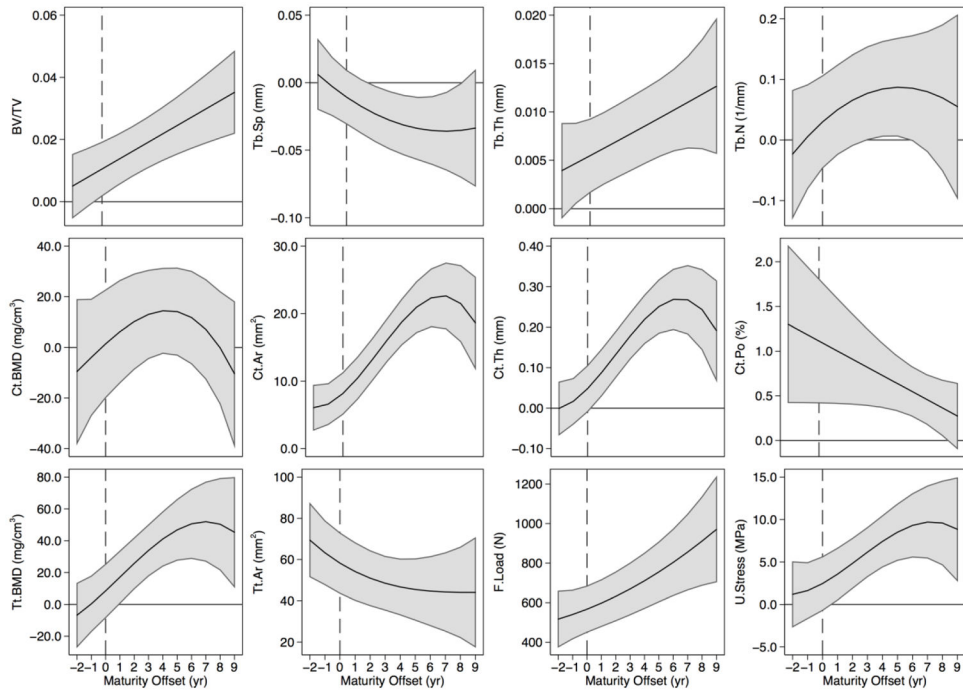 BV/TV
0.06
0.04
0.02
0.00
Tb.Sp (mm)
0.05
0.00
−0.05
−0.10
Tb.Th (mm)
0.020
0.015
0.010
0.005
0.000
Tb.N (1/mm)
0.2
0.1
0.0
−0.1
Ct.BMD (mg/cm³)
40.0
20.0
0.0
−20.0
−40.0
Ct.Ar (mm²)
30.0
20.0
10.0
0.0
Ct.Th (mm)
0.40
0.30
0.20
0.10
0.00
−0.10
Ct.Po (%)
2.0
1.5
1.0
0.5
0.0
Tt.BMD (mg/cm³)
80.0
60.0
40.0
20.0
0.0
−20.0
Tt.Ar (mm²)
100
80
60
40
20
F.Load (N)
1200
1000
800
600
400
U.Stress (MPa)
15.0
10.0
5.0
0.0
−5.0
−2−1 0 1 2 3 4 5 6 7 8 9
Maturity Offset (yr)
−2−1 0 1 2 3 4 5 6 7 8 9
Maturity Offset (yr)
−2−1 0 1 2 3 4 5 6 7 8 9
Maturity Offset (yr)
−2−1 0 1 2 3 4 5 6 7 8 9
Maturity Offset (yr)